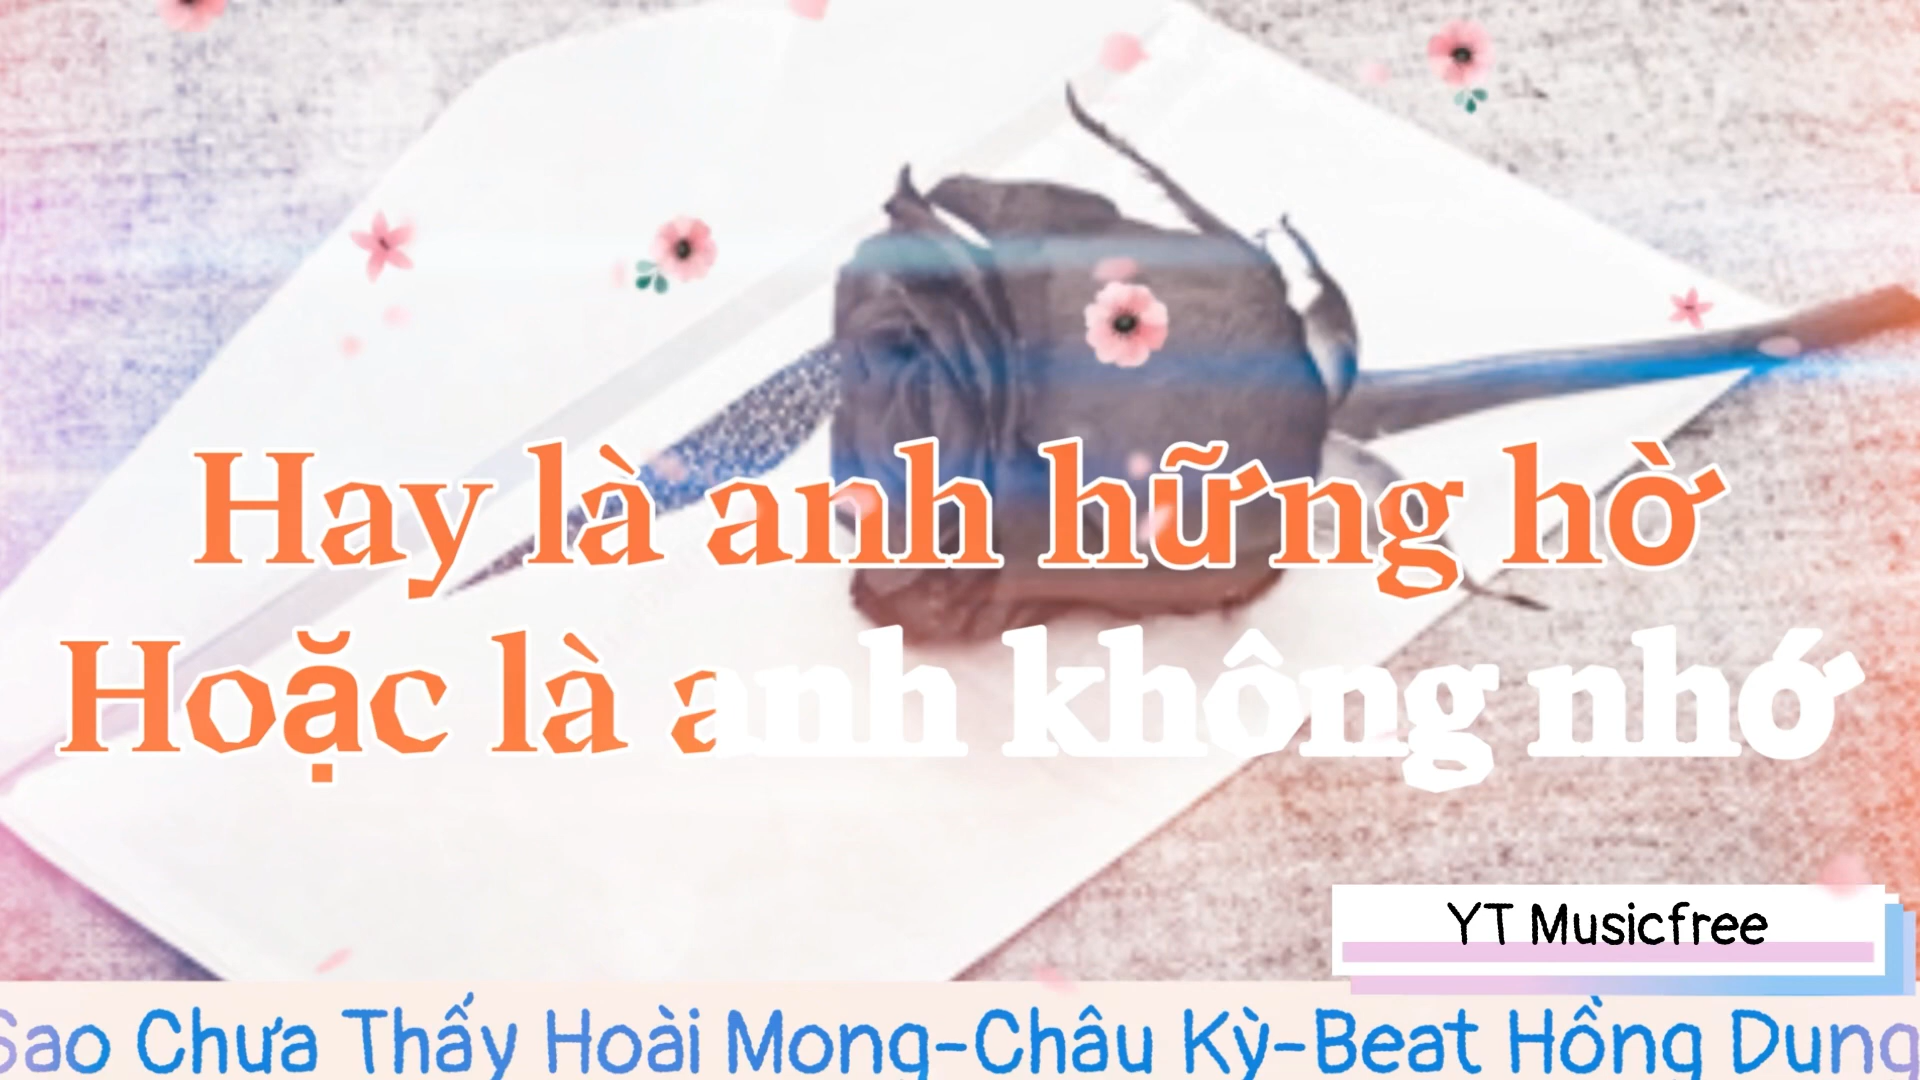 Hay là anh hững hờ
Hoặc là anh không nhớ
YT Musicfree
Sao Chưa Thấy Hoài Mong-Châu Kỳ-Beat Hồng Dung